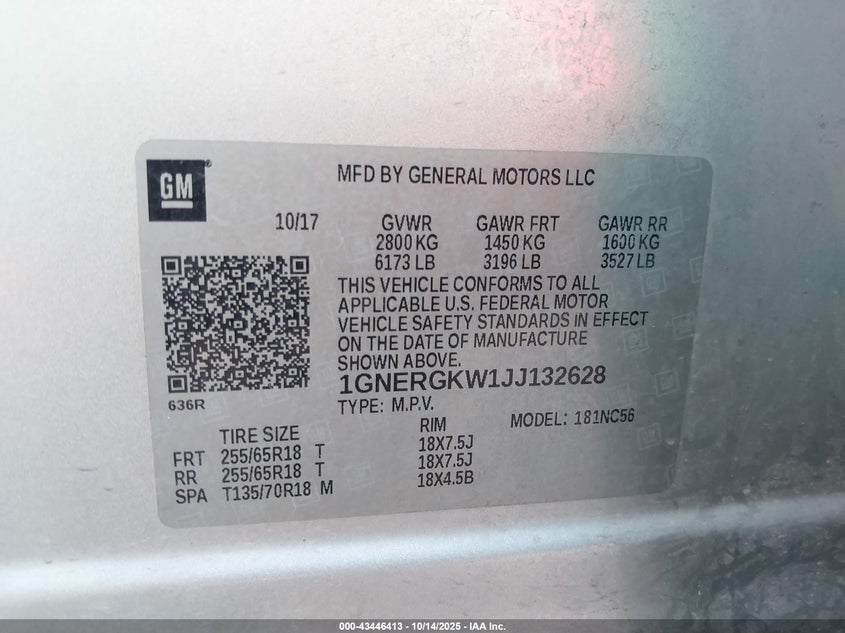 GM
MFD BY GENERAL MOTORS LLC
10/17 GVWR GAWR FRT GAWR RR
2800 KG 1450 KG 1600 KG
6173 LB 3196 LB 3527 LB
THIS VEHICLE CONFORMS TO ALL
APPLICABLE U.S. FEDERAL MOTOR
VEHICLE SAFETY STANDARDS IN EFFECT
ON THE DATE OF MANUFACTURE
SHOWN ABOVE.
1GNERGKW1JJ132628
636R
TYPE: M.P.V. MODEL: 181NC56
TIRE SIZE RIM
FRT 255/65R18 T 18X7.5J
RR 255/65R18 T 18X7.5J
SPA T135/70R18 M 18X4.5B
000-43446413 - 10/14/2025 - IAA Inc.